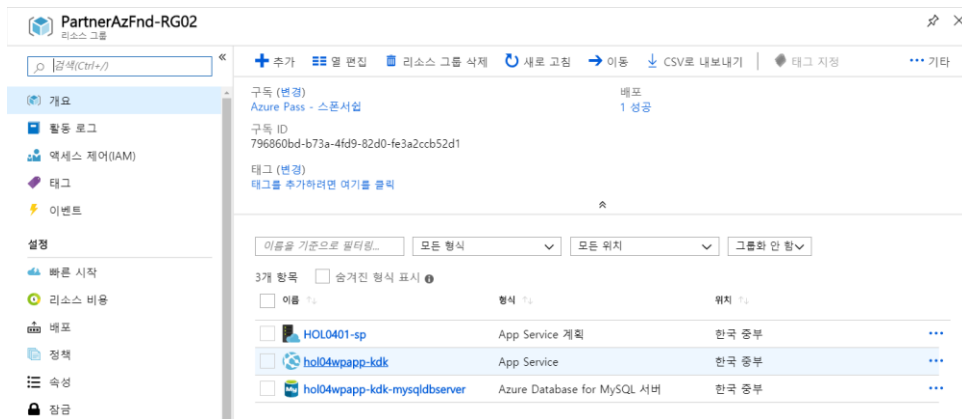 PartnerAzFnd-RG02
리소스 그룹
검색(Ctrl+/)
개요
활동 로그
액세스 제어(IAM)
태그
이벤트
설정
빠른 시작
리소스 비용
배포
정책
속성
잠금
추가 열 편집 리소스 그룹 삭제 새로 고침 이동 CSV로 내보내기 태그 지정 기타
구독 (변경)
Azure Pass - 스폰서쉽
배포
1 성공
구독 ID
796860bd-b73a-4fd9-82d0-fe3a2ccb52d1
태그 (변경)
태그를 추가하려면 여기를 클릭
이름을 기준으로 필터링... 모든 형식 모든 위치 그룹화 안 함
3개 항목 숨겨진 형식 표시
이름 형식 위치
HOL0401-sp App Service 계획 한국 중부
hol04wpapp-kdk App Service 한국 중부
hol04wpapp-kdk-mysqldbserver Azure Database for MySQL 서버 한국 중부